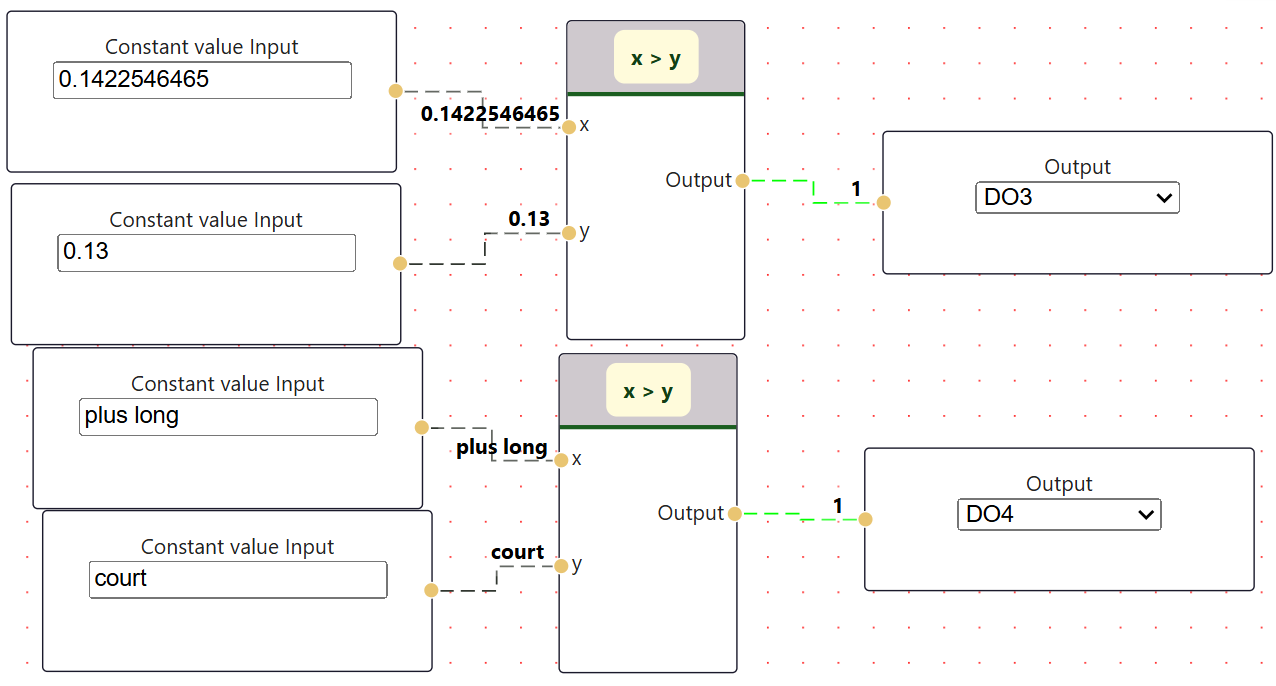 Constant value Input
0.1422546465
0.1422546465
x > y
x
Output
1
Output
DO3
Constant value Input
0.13
0.13
y
Constant value Input
plus long
plus long
x > y
x
Output
1
Output
DO4
Constant value Input
court
court
y